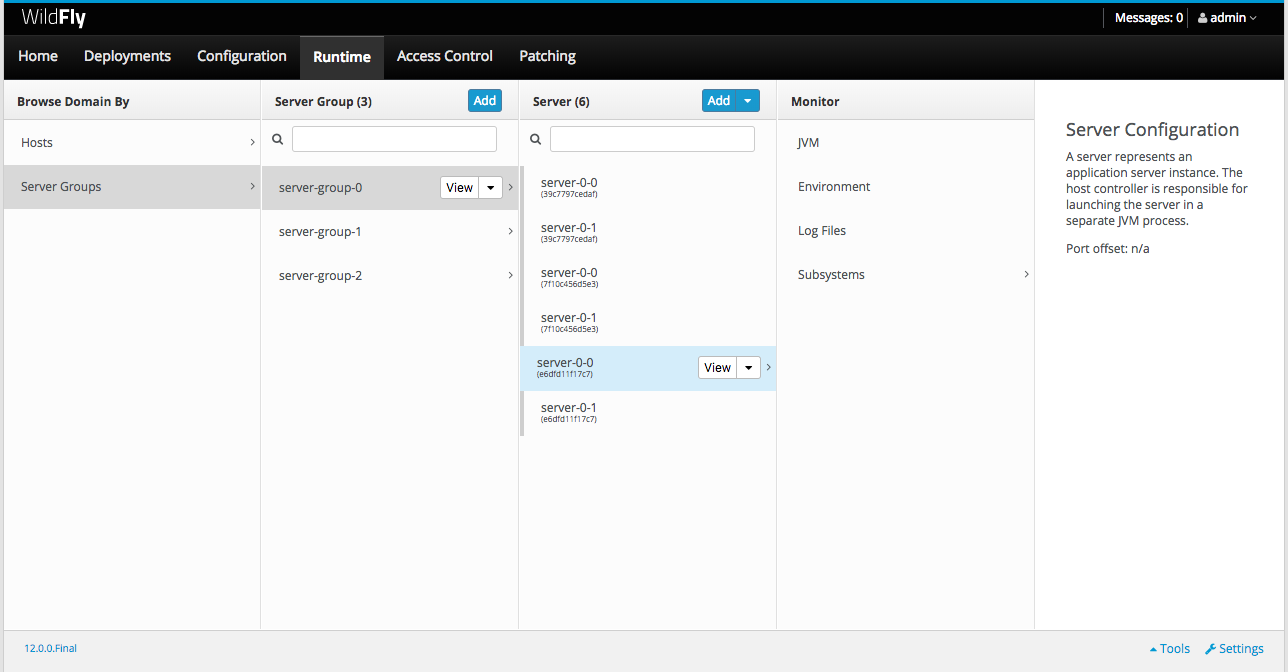 WildFly
Messages: 0
admin
Home
Deployments
Configuration
Runtime
Access Control
Patching
Browse Domain By
Hosts
Server Groups
Server Group (3)
Add
server-group-0
View
server-group-1
server-group-2
Server (6)
Add
server-0-0
(39c7797cedaf)
server-0-1
(39c7797cedaf)
server-0-0
(7f10c456d5e3)
server-0-1
(7f10c456d5e3)
server-0-0
(e6dfd11f17c7)
View
server-0-1
(e6dfd11f17c7)
Monitor
JVM
Environment
Log Files
Subsystems
Server Configuration
A server represents an
application server instance. The
host controller is responsible for
launching the server in a
separate JVM process.
Port offset: n/a
12.0.0.Final
Tools
Settings